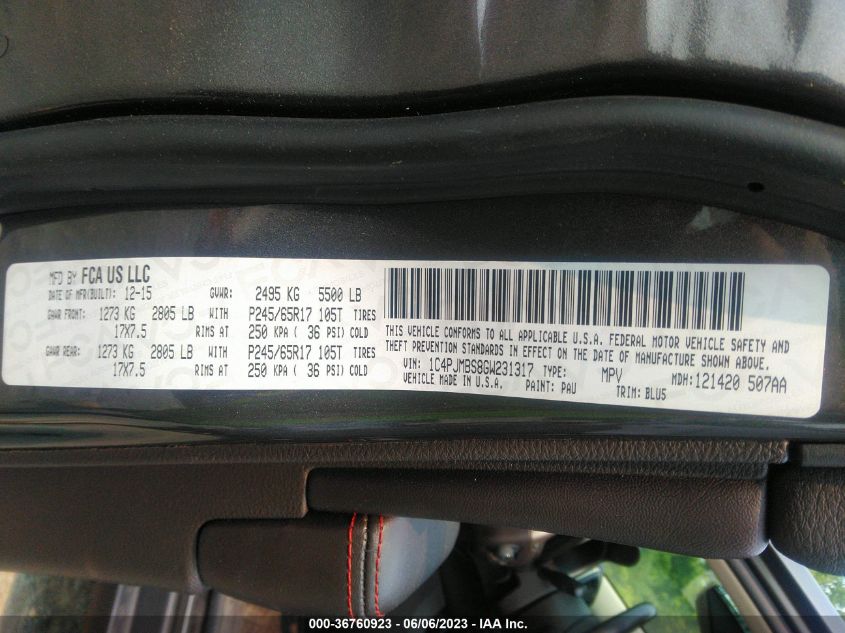 MFD BY FCA US LLC
DATE OF MFR(BUILT): 12-15 GVWR: 2495 KG 5500 LB
GAWR FRONT: 1273 KG 2805 LB WITH P245/65R17 105T TIRES
17X7.5 RIMS AT 250 KPA ( 36 PSI) COLD
GAWR REAR: 1273 KG 2805 LB WITH P245/65R17 105T TIRES
17X7.5 RIMS AT 250 KPA ( 36 PSI) COLD
THIS VEHICLE CONFORMS TO ALL APPLICABLE U.S.A. FEDERAL MOTOR VEHICLE SAFETY AND
THEFT PREVENTION STANDARDS IN EFFECT ON THE DATE OF MANUFACTURE SHOWN ABOVE.
VIN: 1C4PJMBS8GW231317 TYPE: MPV MDH:121420 507AA
VEHICLE MADE IN U.S.A. PAINT: PAU TRIM: BLU5
000-36760923 - 06/06/2023 - IAA Inc.